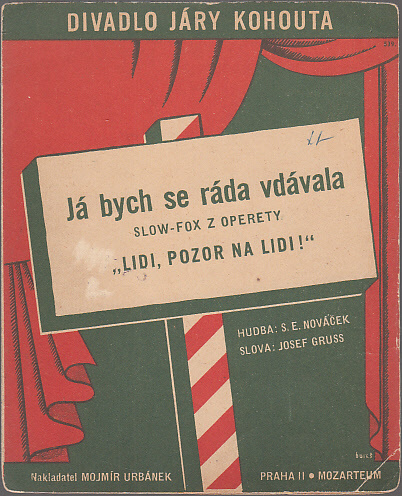 DIVADLO JÁRY KOHOUTA
Já bych se ráda vdávala
SLOW-FOX Z OPERETY
„LIDI, POZOR NA LIDI!“
HUDBA: S. E. NOVÁČEK
SLOVA: JOSEF GRUSS
Nakladatel MOJMÍR URBÁNEK
PRAHA II • MOZARTEUM